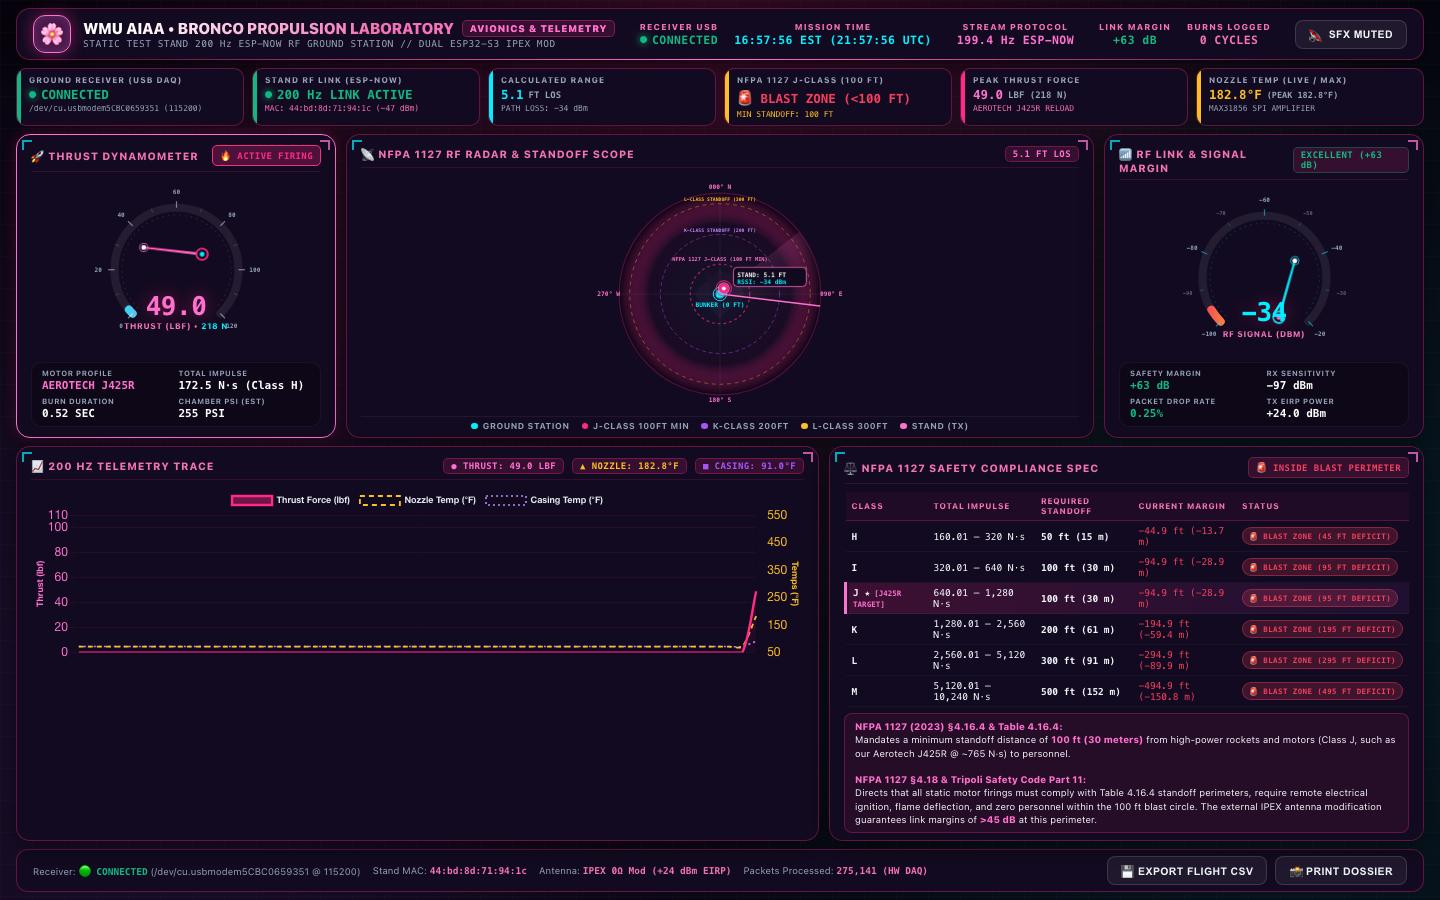 WMU AIAA • BRONCO PROPULSION LABORATORY
AVIONICS & TELEMETRY
STATIC TEST STAND 200 Hz ESP-NOW RF GROUND STATION // DUAL ESP32-S3 IPEX MOD
RECEIVER USB
CONNECTED
MISSION TIME
16:57:56 EST (21:57:56 UTC)
STREAM PROTOCOL
199.4 Hz ESP-NOW
LINK MARGIN
+63 dB
BURNS LOGGED
0 CYCLES
SFX MUTED
GROUND RECEIVER (USB DAQ)
CONNECTED
/dev/cu.usbmodem5CBC0659351 (115200)
STAND RF LINK (ESP-NOW)
200 Hz LINK ACTIVE
MAC: 44:bd:8d:71:94:1c (-47 dBm)
CALCULATED RANGE
5.1 FT LOS
PATH LOSS: -34 dBm
NFPA 1127 J-CLASS (100 FT)
BLAST ZONE (<100 FT)
MIN STANDOFF: 100 FT
PEAK THRUST FORCE
49.0 LBF (218 N)
AEROTECH J425R RELOAD
NOZZLE TEMP (LIVE / MAX)
182.8°F (PEAK 182.8°F)
MAX31856 SPI AMPLIFIER
THRUST DYNAMOMETER
ACTIVE FIRING
0
20
40
60
80
100
120
49.0
THRUST (LBF) • 218 N
MOTOR PROFILE
AEROTECH J425R
TOTAL IMPULSE
172.5 N·s (Class H)
BURN DURATION
0.52 SEC
CHAMBER PSI (EST)
255 PSI
NFPA 1127 RF RADAR & STANDOFF SCOPE
5.1 FT LOS
000° N
L-CLASS STANDOFF (300 FT)
K-CLASS STANDOFF (200 FT)
NFPA 1127 J-CLASS (100 FT MIN)
STAND: 5.1 FT
RSSI: -34 dBm
270° W
090° E
BUNKER (0 FT)
180° S
GROUND STATION
J-CLASS 100FT MIN
K-CLASS 200FT
L-CLASS 300FT
STAND (TX)
RF LINK & SIGNAL
MARGIN
EXCELLENT (+63
dB)
-100
-90
-80
-70
-60
-50
-40
-30
-20
-34
RF SIGNAL (DBM)
SAFETY MARGIN
+63 dB
RX SENSITIVITY
-97 dBm
PACKET DROP RATE
0.25%
TX EIRP POWER
+24.0 dBm
200 HZ TELEMETRY TRACE
● THRUST: 49.0 LBF
▲ NOZZLE: 182.8°F
■ CASING: 91.0°F
Thrust Force (lbf)
Nozzle Temp (°F)
Casing Temp (°F)
110
100
80
60
40
20
0
Thrust (lbf)
550
450
350
250
150
50
Temps (°F)
NFPA 1127 SAFETY COMPLIANCE SPEC
INSIDE BLAST PERIMETER
CLASS
TOTAL IMPULSE
REQUIRED
STANDOFF
CURRENT MARGIN
STATUS
H
160.01 – 320 N·s
50 ft (15 m)
-44.9 ft (-13.7
m)
BLAST ZONE (45 FT DEFICIT)
I
320.01 – 640 N·s
100 ft (30 m)
-94.9 ft (-28.9
m)
BLAST ZONE (95 FT DEFICIT)
J ★ [J425R
TARGET]
640.01 – 1,280
N·s
100 ft (30 m)
-94.9 ft (-28.9
m)
BLAST ZONE (95 FT DEFICIT)
K
1,280.01 – 2,560
N·s
200 ft (61 m)
-194.9 ft
(-59.4 m)
BLAST ZONE (195 FT DEFICIT)
L
2,560.01 – 5,120
N·s
300 ft (91 m)
-294.9 ft
(-89.9 m)
BLAST ZONE (295 FT DEFICIT)
M
5,120.01 –
10,240 N·s
500 ft (152 m)
-494.9 ft
(-150.8 m)
BLAST ZONE (495 FT DEFICIT)
NFPA 1127 (2023) §4.16.4 & Table 4.16.4:
Mandates a minimum standoff distance of 100 ft (30 meters) from high-power rockets and motors (Class J, such as
our Aerotech J425R @ ~765 N·s) to personnel.
NFPA 1127 §4.18 & Tripoli Safety Code Part 11:
Directs that all static motor firings must comply with Table 4.16.4 standoff perimeters, require remote electrical
ignition, flame deflection, and zero personnel within the 100 ft blast circle. The external IPEX antenna modification
guarantees link margins of >45 dB at this perimeter.
Receiver: CONNECTED (/dev/cu.usbmodem5CBC0659351 @ 115200)
Stand MAC: 44:bd:8d:71:94:1c
Antenna: IPEX 0Ω Mod (+24 dBm EIRP)
Packets Processed: 275,141 (HW DAQ)
EXPORT FLIGHT CSV
PRINT DOSSIER